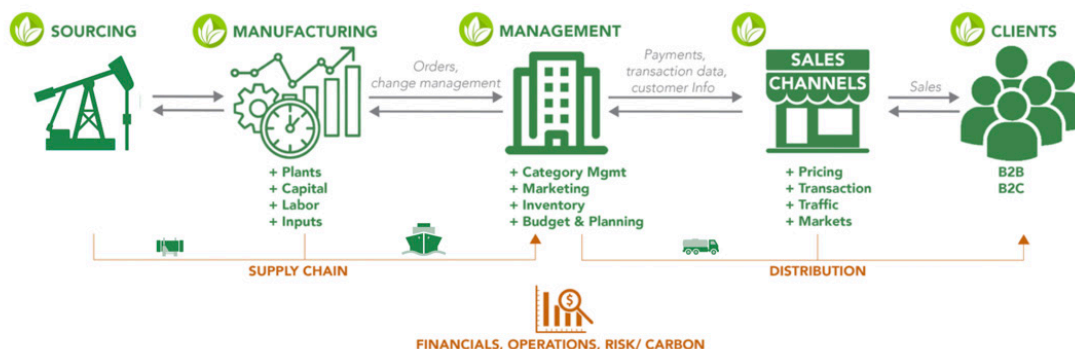 SOURCING
MANUFACTURING
MANAGEMENT
CLIENTS
Orders,
change management
Payments,
transaction data,
customer Info
SALES
CHANNELS
Sales
+ Plants
+ Capital
+ Labor
+ Inputs
+ Category Mgmt
+ Marketing
+ Inventory
+ Budget & Planning
+ Pricing
+ Transaction
+ Traffic
+ Markets
B2B
B2C
SUPPLY CHAIN
DISTRIBUTION
$
FINANCIALS, OPERATIONS, RISK/ CARBON